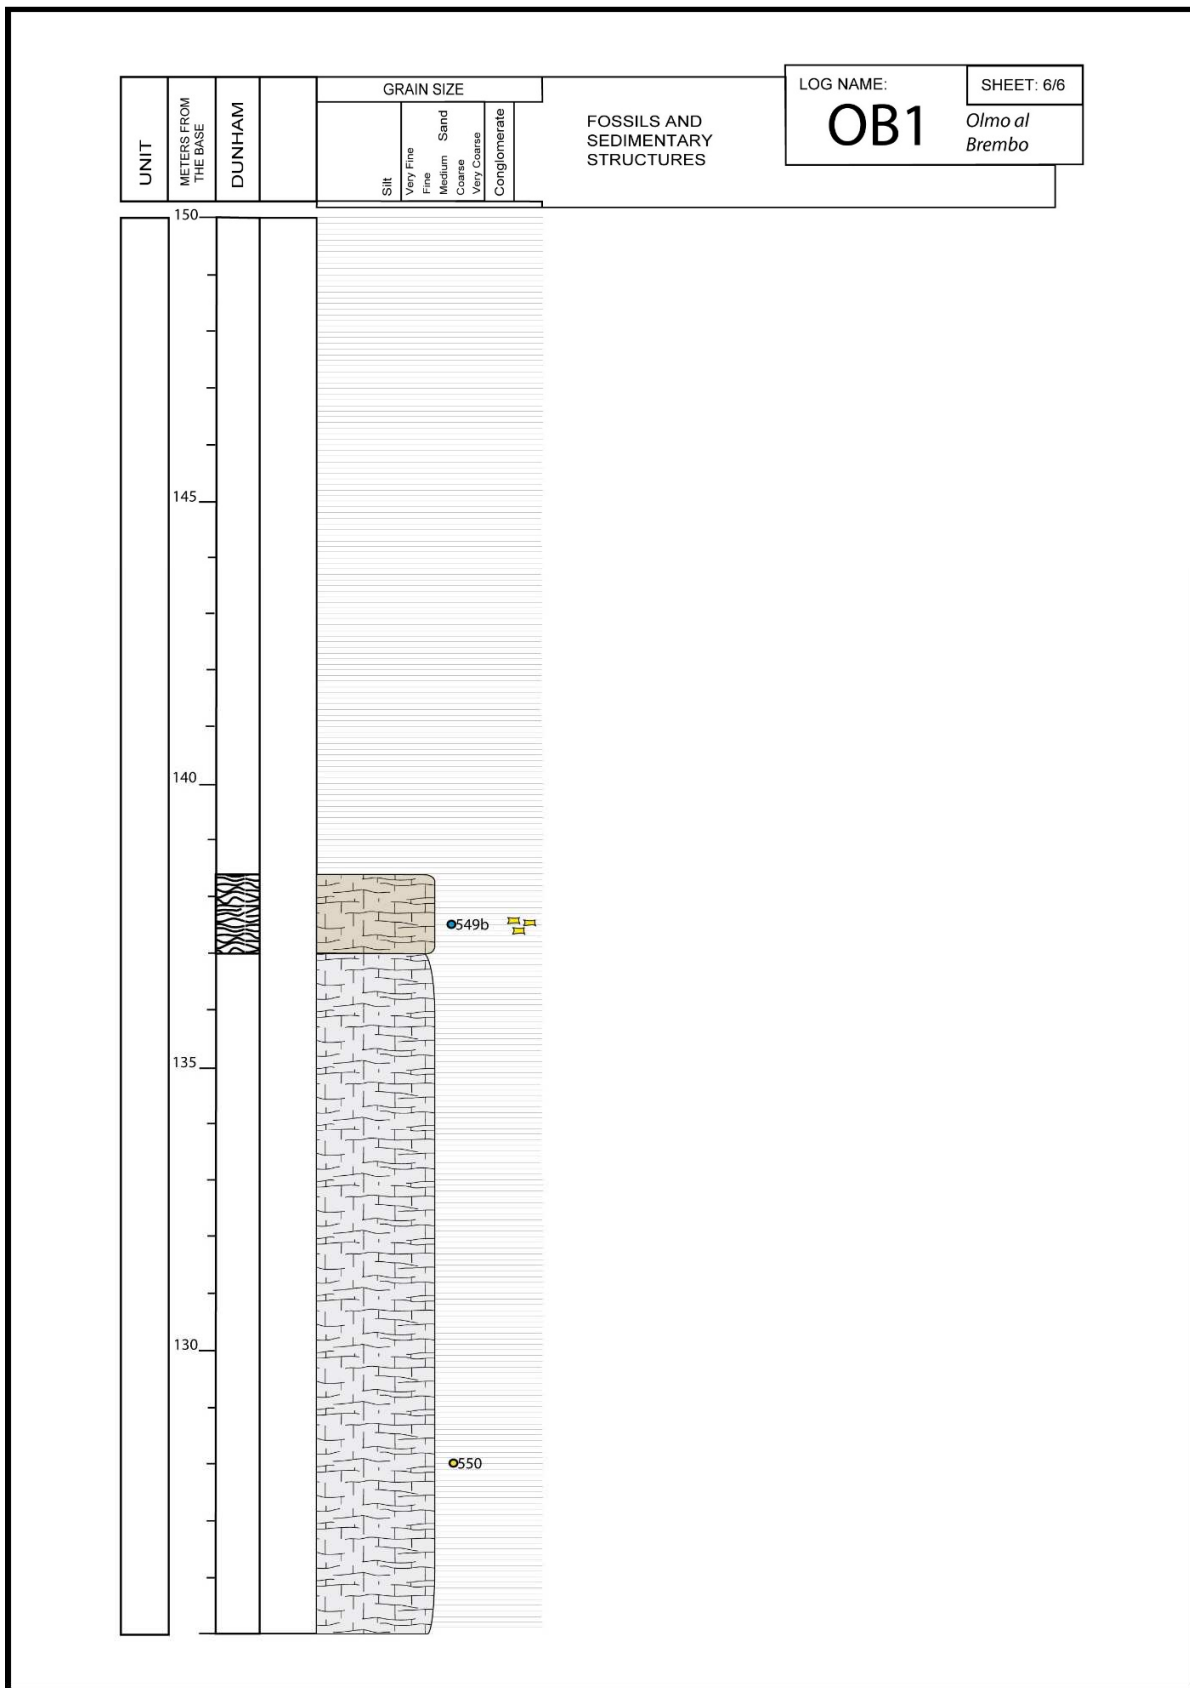 UNIT
METERS FROM
THE BASE
DUNHAM
GRAIN SIZE
Silt
Very Fine
Fine
Medium
Sand
Coarse
Very Coarse
Conglomerate
FOSSILS AND
SEDIMENTARY
STRUCTURES
LOG NAME:
OB1
SHEET: 6/6
Olmo al
Brembo
150
145
140
549b
135
130
550